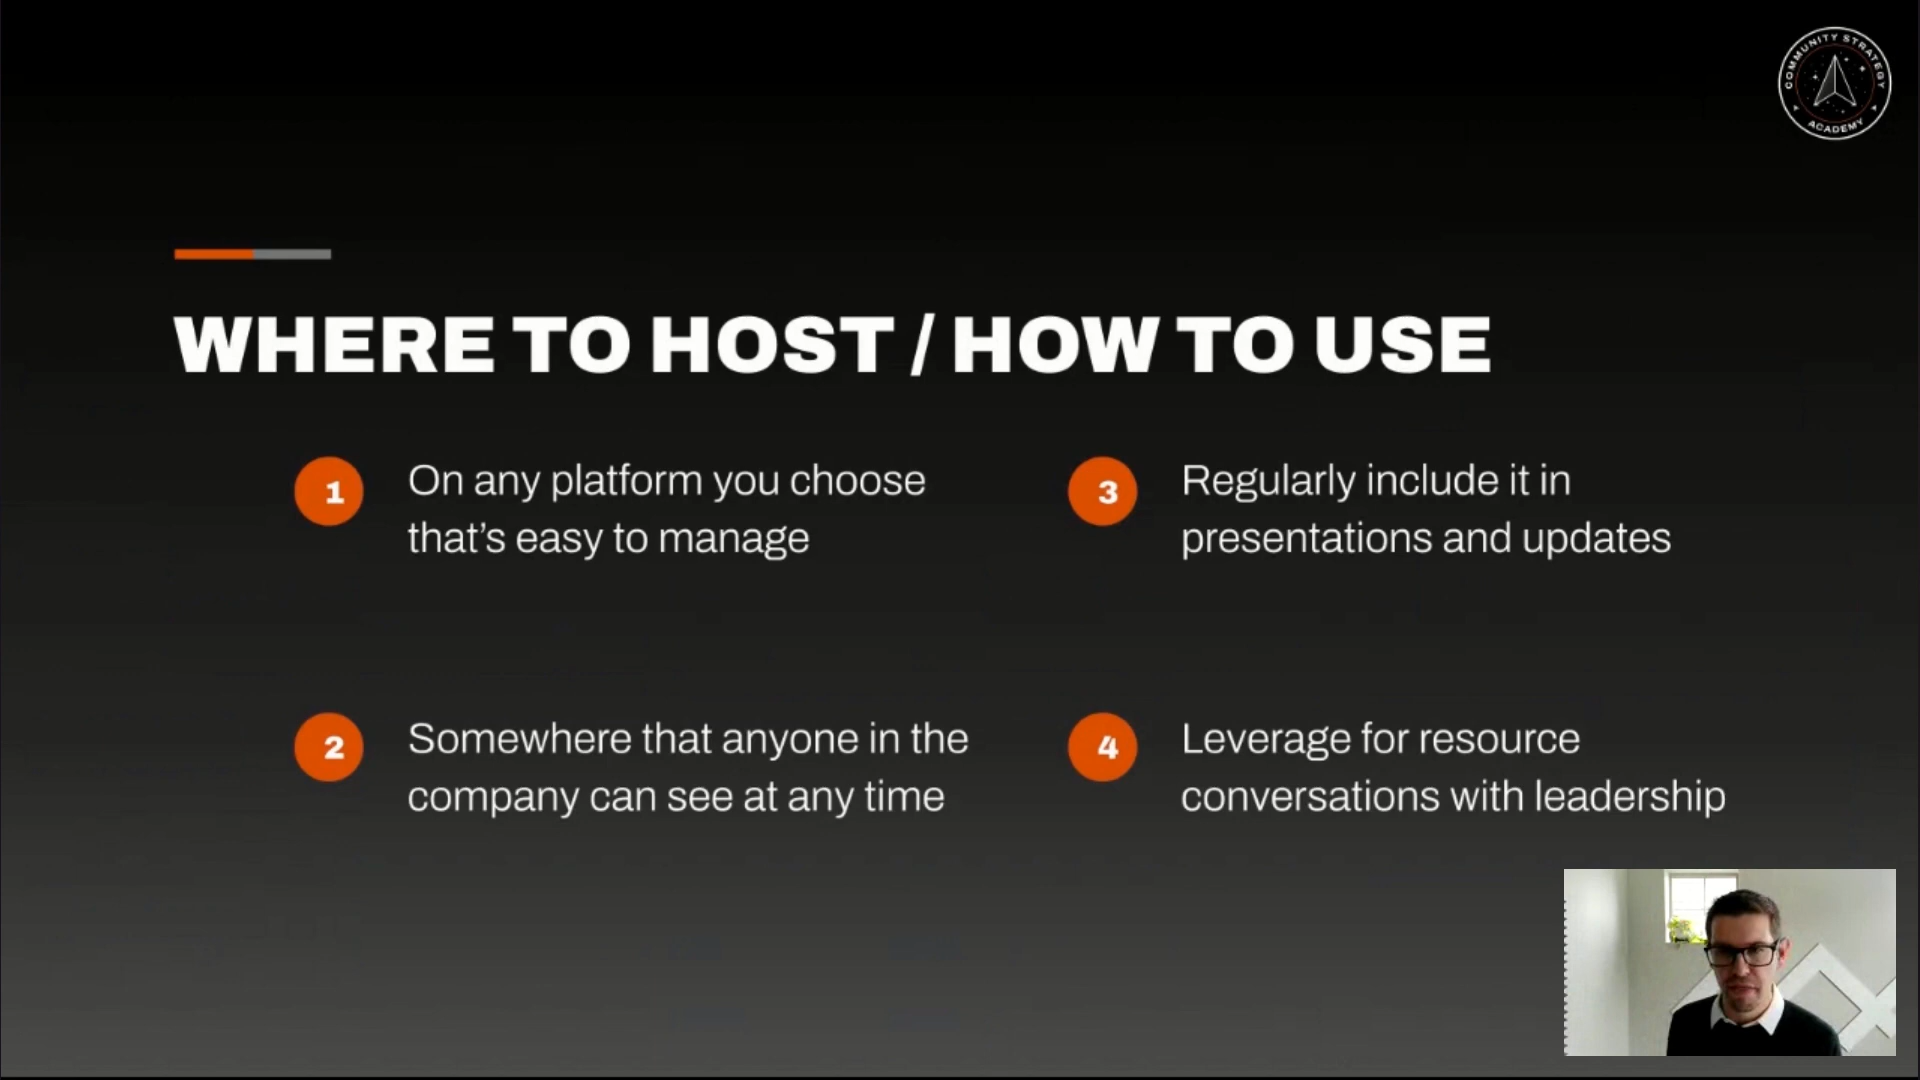 COMMUNITY STRATEGY
ACADEMY
WHERE TO HOST / HOW TO USE
1
On any platform you choose
that’s easy to manage
2
Somewhere that anyone in the
company can see at any time
3
Regularly include it in
presentations and updates
4
Leverage for resource
conversations with leadership